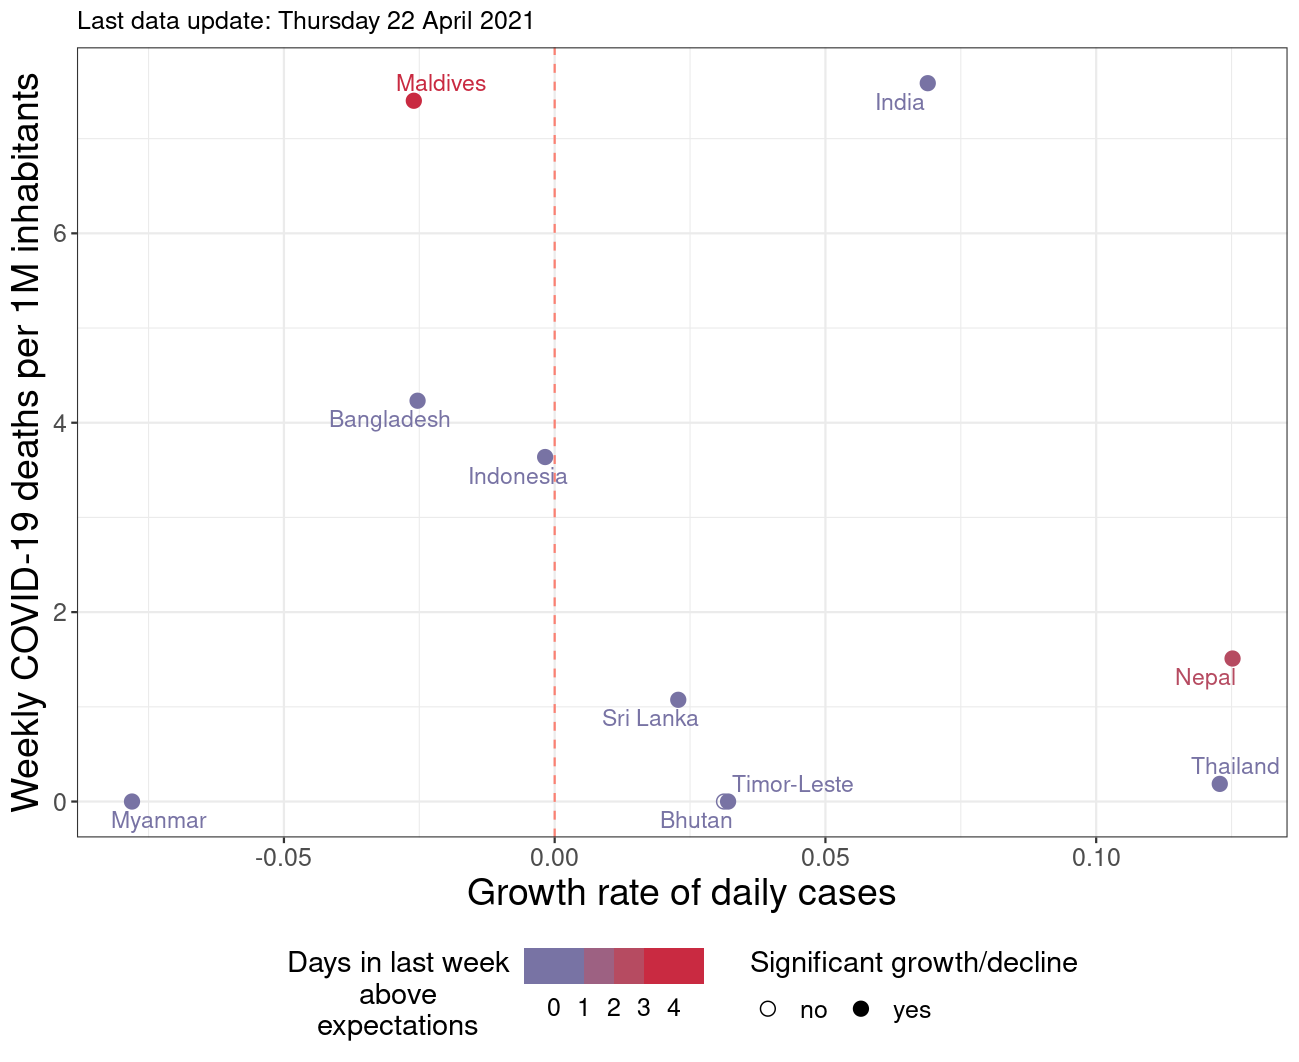 Last data update: Thursday 22 April 2021
Weekly COVID-19 deaths per 1M inhabitants
6
4
2
0
Maldives
India
Bangladesh
Indonesia
Nepal
Sri Lanka
Thailand
Timor-Leste
Myanmar
Bhutan
-0.05 0.00 0.05 0.10
Growth rate of daily cases
Days in last week
above
expectations
0 1 2 3 4
Significant growth/decline
no yes